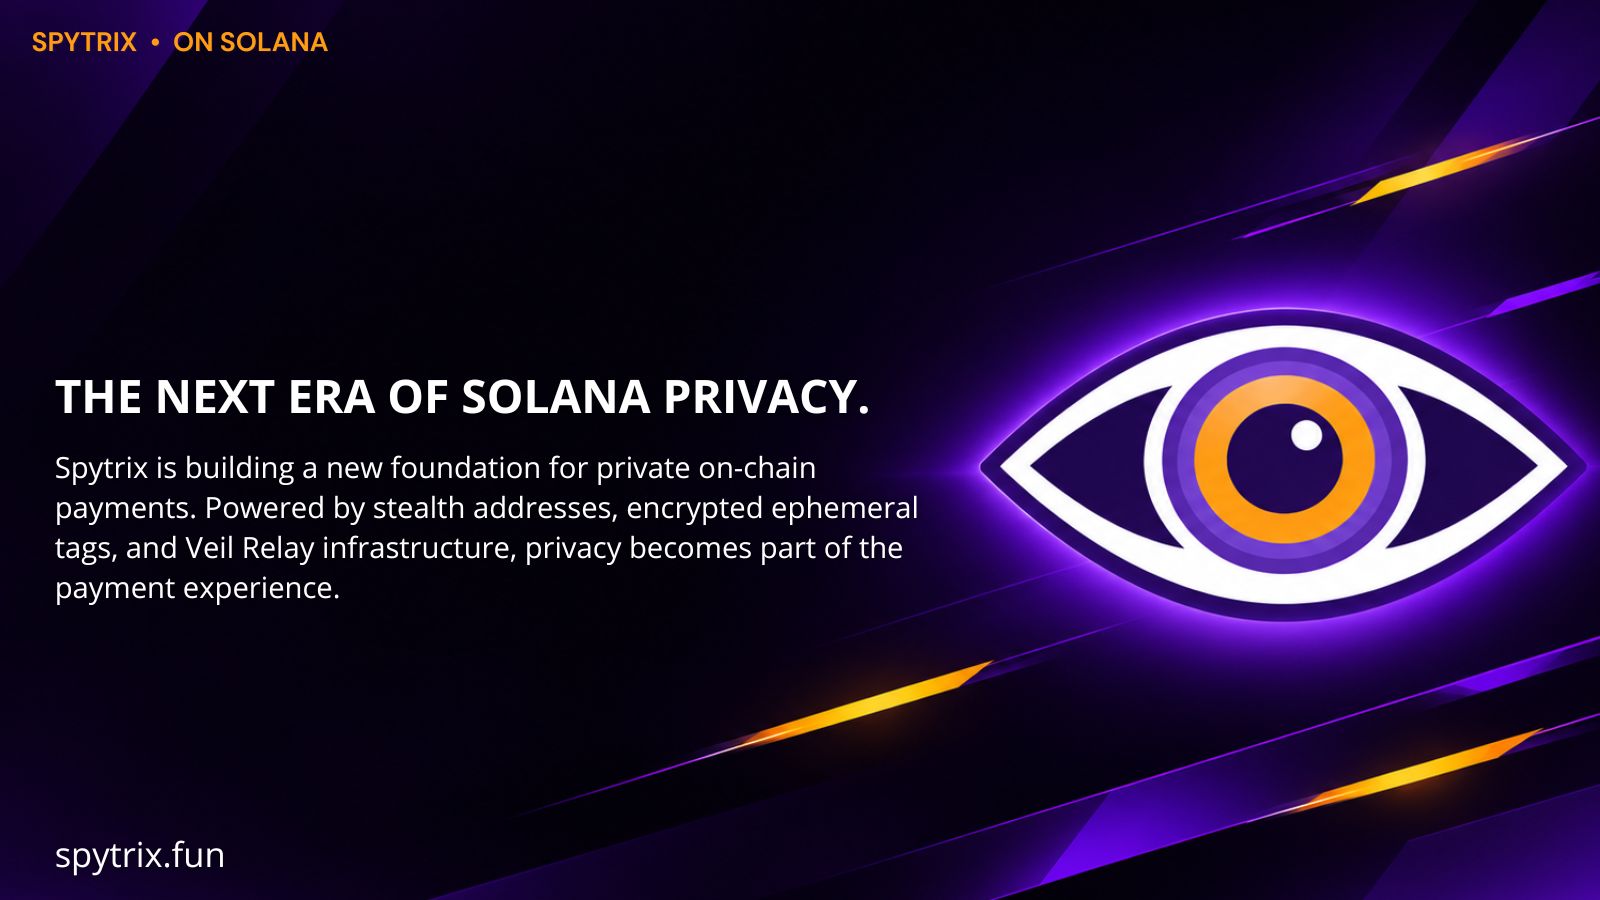 SPYTRIX • ON SOLANA
THE NEXT ERA OF SOLANA PRIVACY.
Spytrix is building a new foundation for private on-chain
payments. Powered by stealth addresses, encrypted ephemeral
tags, and Veil Relay infrastructure, privacy becomes part of the
payment experience.
spytrix.fun